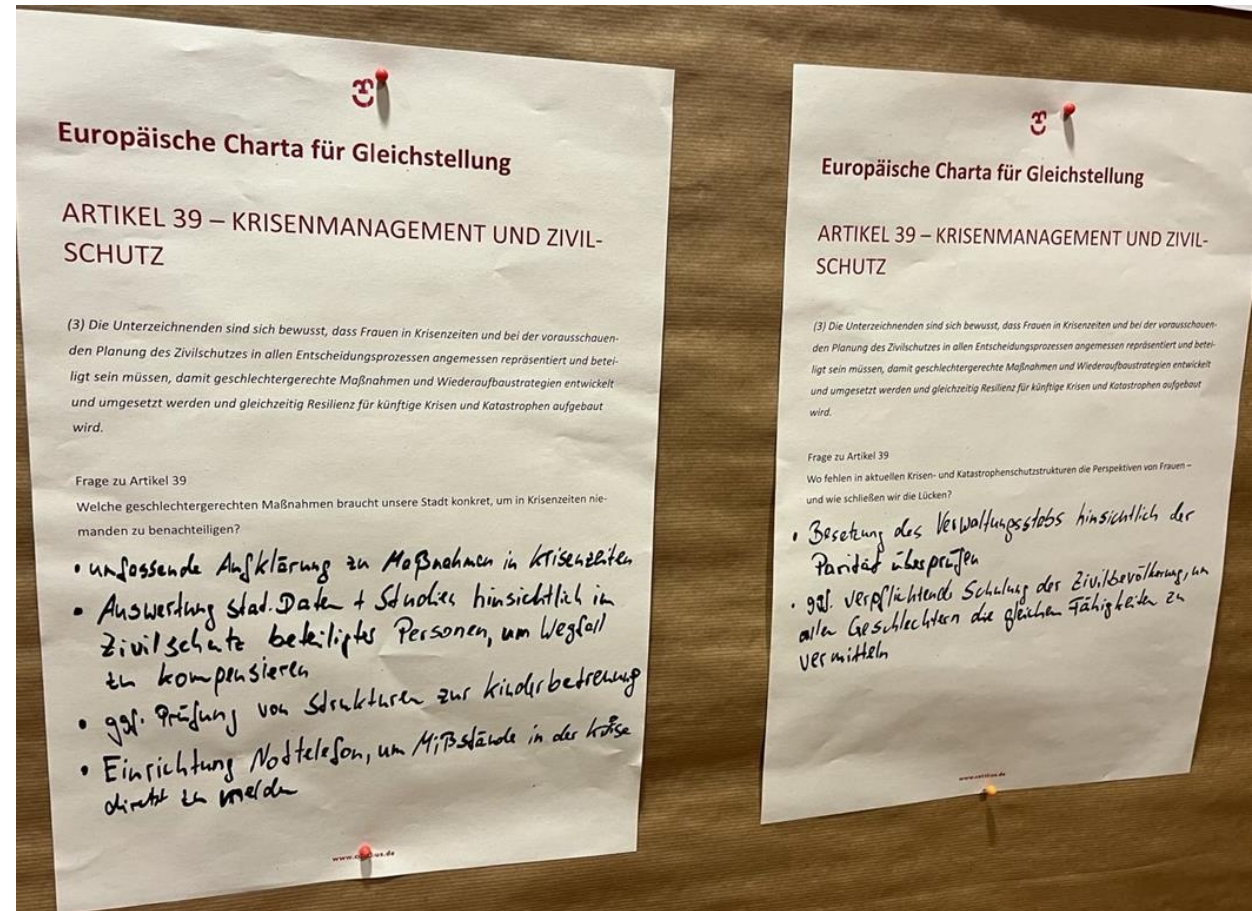 Europäische Charta für Gleichstellung
ARTIKEL 39 – KRISENMANAGEMENT UND ZIVIL-
SCHUTZ
(3) Die Unterzeichnenden sind sich bewusst, dass Frauen in Krisenzeiten und bei der vorausschauen-
den Planung des Zivilschutzes in allen Entscheidungsprozessen angemessen repräsentiert und betei-
ligt sein müssen, damit geschlechtergerechte Maßnahmen und Wiederaufbaustrategien entwickelt
und umgesetzt werden und gleichzeitig Resilienz für künftige Krisen und Katastrophen aufgebaut
wird.
Frage zu Artikel 39
Welche geschlechtergerechten Maßnahmen braucht unsere Stadt konkret, um in Krisenzeiten nie-
manden zu benachteiligen?
• umfassende Aufklärung zu Maßnahmen in Krisenzeiten
• Auswertung stat. Daten + Studien hinsichtlich im
Zivilschutz beteiligter Personen, um Wegfall
zu kompensieren
• ggf. Prüfung von Strukturen zur Kinderbetreuung
• Einrichtung Nottelefon, um Mißstände in der Krise
direkt zu melden
Europäische Charta für Gleichstellung
ARTIKEL 39 – KRISENMANAGEMENT UND ZIVIL-
SCHUTZ
(3) Die Unterzeichnenden sind sich bewusst, dass Frauen in Krisenzeiten und bei der vorausschauen-
den Planung des Zivilschutzes in allen Entscheidungsprozessen angemessen repräsentiert und betei-
ligt sein müssen, damit geschlechtergerechte Maßnahmen und Wiederaufbaustrategien entwickelt
und umgesetzt werden und gleichzeitig Resilienz für künftige Krisen und Katastrophen aufgebaut
wird.
Frage zu Artikel 39
Wo fehlen in aktuellen Krisen- und Katastrophenschutzstrukturen die Perspektiven von Frauen –
und wie schließen wir die Lücken?
• Besetzung des Verwaltungsstabs hinsichtlich der
Parität überprüfen
• ggf. verpflichtende Schulung der Zivilbevölkerung, um
allen Geschlechtern die gleichen Fähigkeiten zu
vermitteln